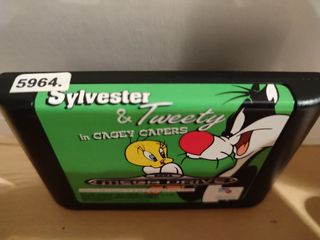 5964.
Sylvester
& Tweety
in CAGEY CAPERS
MEGA DRIVE